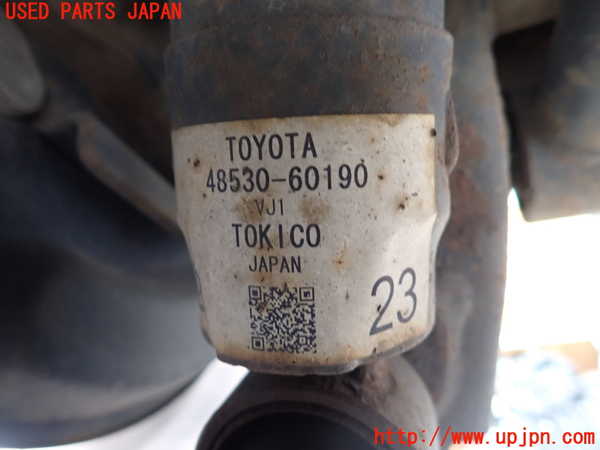 USED PARTS JAPAN
TOYOTA
48530-60190
VJ1
TOKICO
JAPAN
23
http://www.upjpn.com